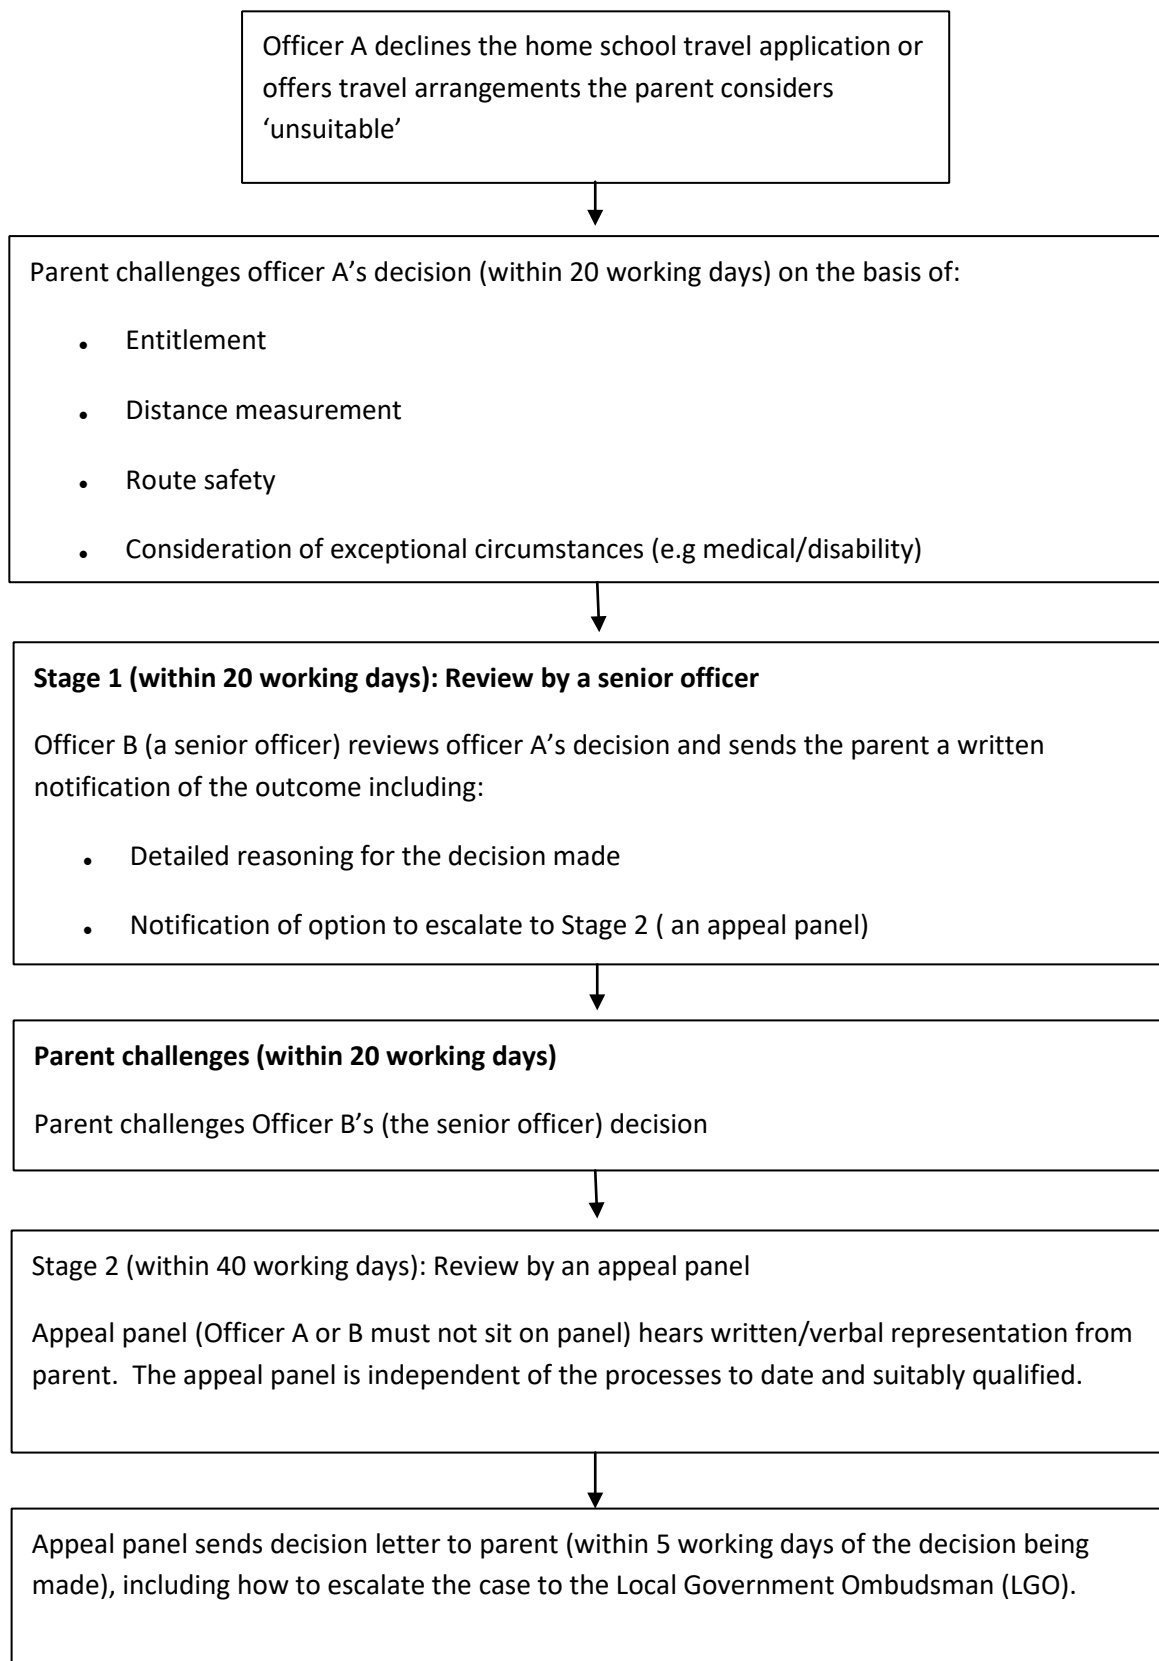 Officer A declines the home school travel application or
offers travel arrangements the parent considers
‘unsuitable’
Parent challenges officer A’s decision (within 20 working days) on the basis of:
• Entitlement
• Distance measurement
• Route safety
• Consideration of exceptional circumstances (e.g medical/disability)
Stage 1 (within 20 working days): Review by a senior officer
Officer B (a senior officer) reviews officer A’s decision and sends the parent a written
notification of the outcome including:
• Detailed reasoning for the decision made
• Notification of option to escalate to Stage 2 ( an appeal panel)
Parent challenges (within 20 working days)
Parent challenges Officer B’s (the senior officer) decision
Stage 2 (within 40 working days): Review by an appeal panel
Appeal panel (Officer A or B must not sit on panel) hears written/verbal representation from
parent.  The appeal panel is independent of the processes to date and suitably qualified.
Appeal panel sends decision letter to parent (within 5 working days of the decision being
made), including how to escalate the case to the Local Government Ombudsman (LGO).